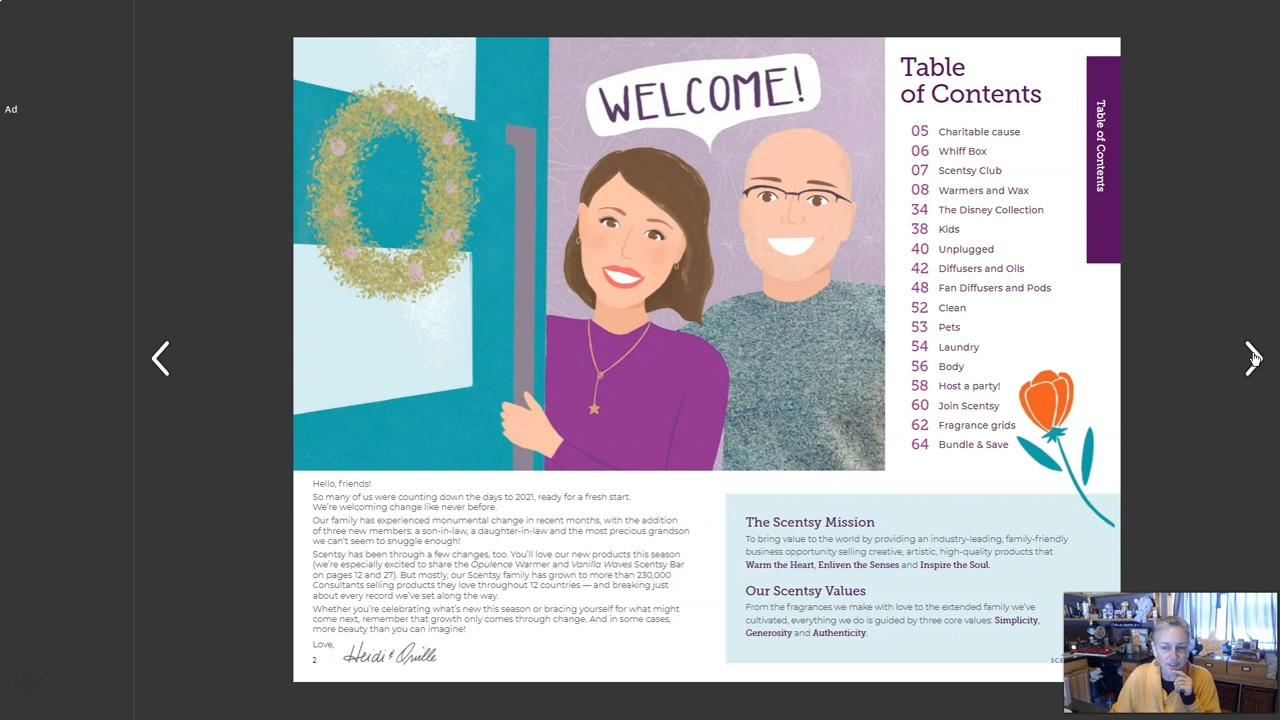 Ad
WELCOME!
Table
of Contents
05 Charitable cause
06 Whiff Box
07 Scentsy Club
08 Warmers and Wax
34 The Disney Collection
38 Kids
40 Unplugged
42 Diffusers and Oils
48 Fan Diffusers and Pods
52 Clean
53 Pets
54 Laundry
56 Body
58 Host a party!
60 Join Scentsy
62 Fragrance grids
64 Bundle & Save
Table of Contents
Hello, friends!
So many of us were counting down the days to 2021, ready for a fresh start.
We're welcoming change like never before.
Our family has experienced monumental change in recent months, with the addition
of three new members: a son-in-law, a daughter-in-law and the most precious grandson
we can't seem to snuggle enough!
Scentsy has been through a few changes, too. You'll love our new products this season
(we're especially excited to share the Opulence Warmer and Vanilla Waves Scentsy Bar
on pages 12 and 27). But mostly, our Scentsy family has grown to more than 230,000
Consultants selling products they love throughout 12 countries — and breaking just
about every record we've set along the way.
Whether you're celebrating what's new this season or bracing yourself for what might
come next, remember that growth only comes through change. And in some cases,
more beauty than you can imagine!
Love,
Heidi & Orville
2
The Scentsy Mission
To bring value to the world by providing an industry-leading, family-friendly
business opportunity selling creative, artistic, high-quality products that
Warm the Heart, Enliven the Senses and Inspire the Soul.
Our Scentsy Values
From the fragrances we make with love to the extended family we've
cultivated, everything we do is guided by three core values: Simplicity,
Generosity and Authenticity.